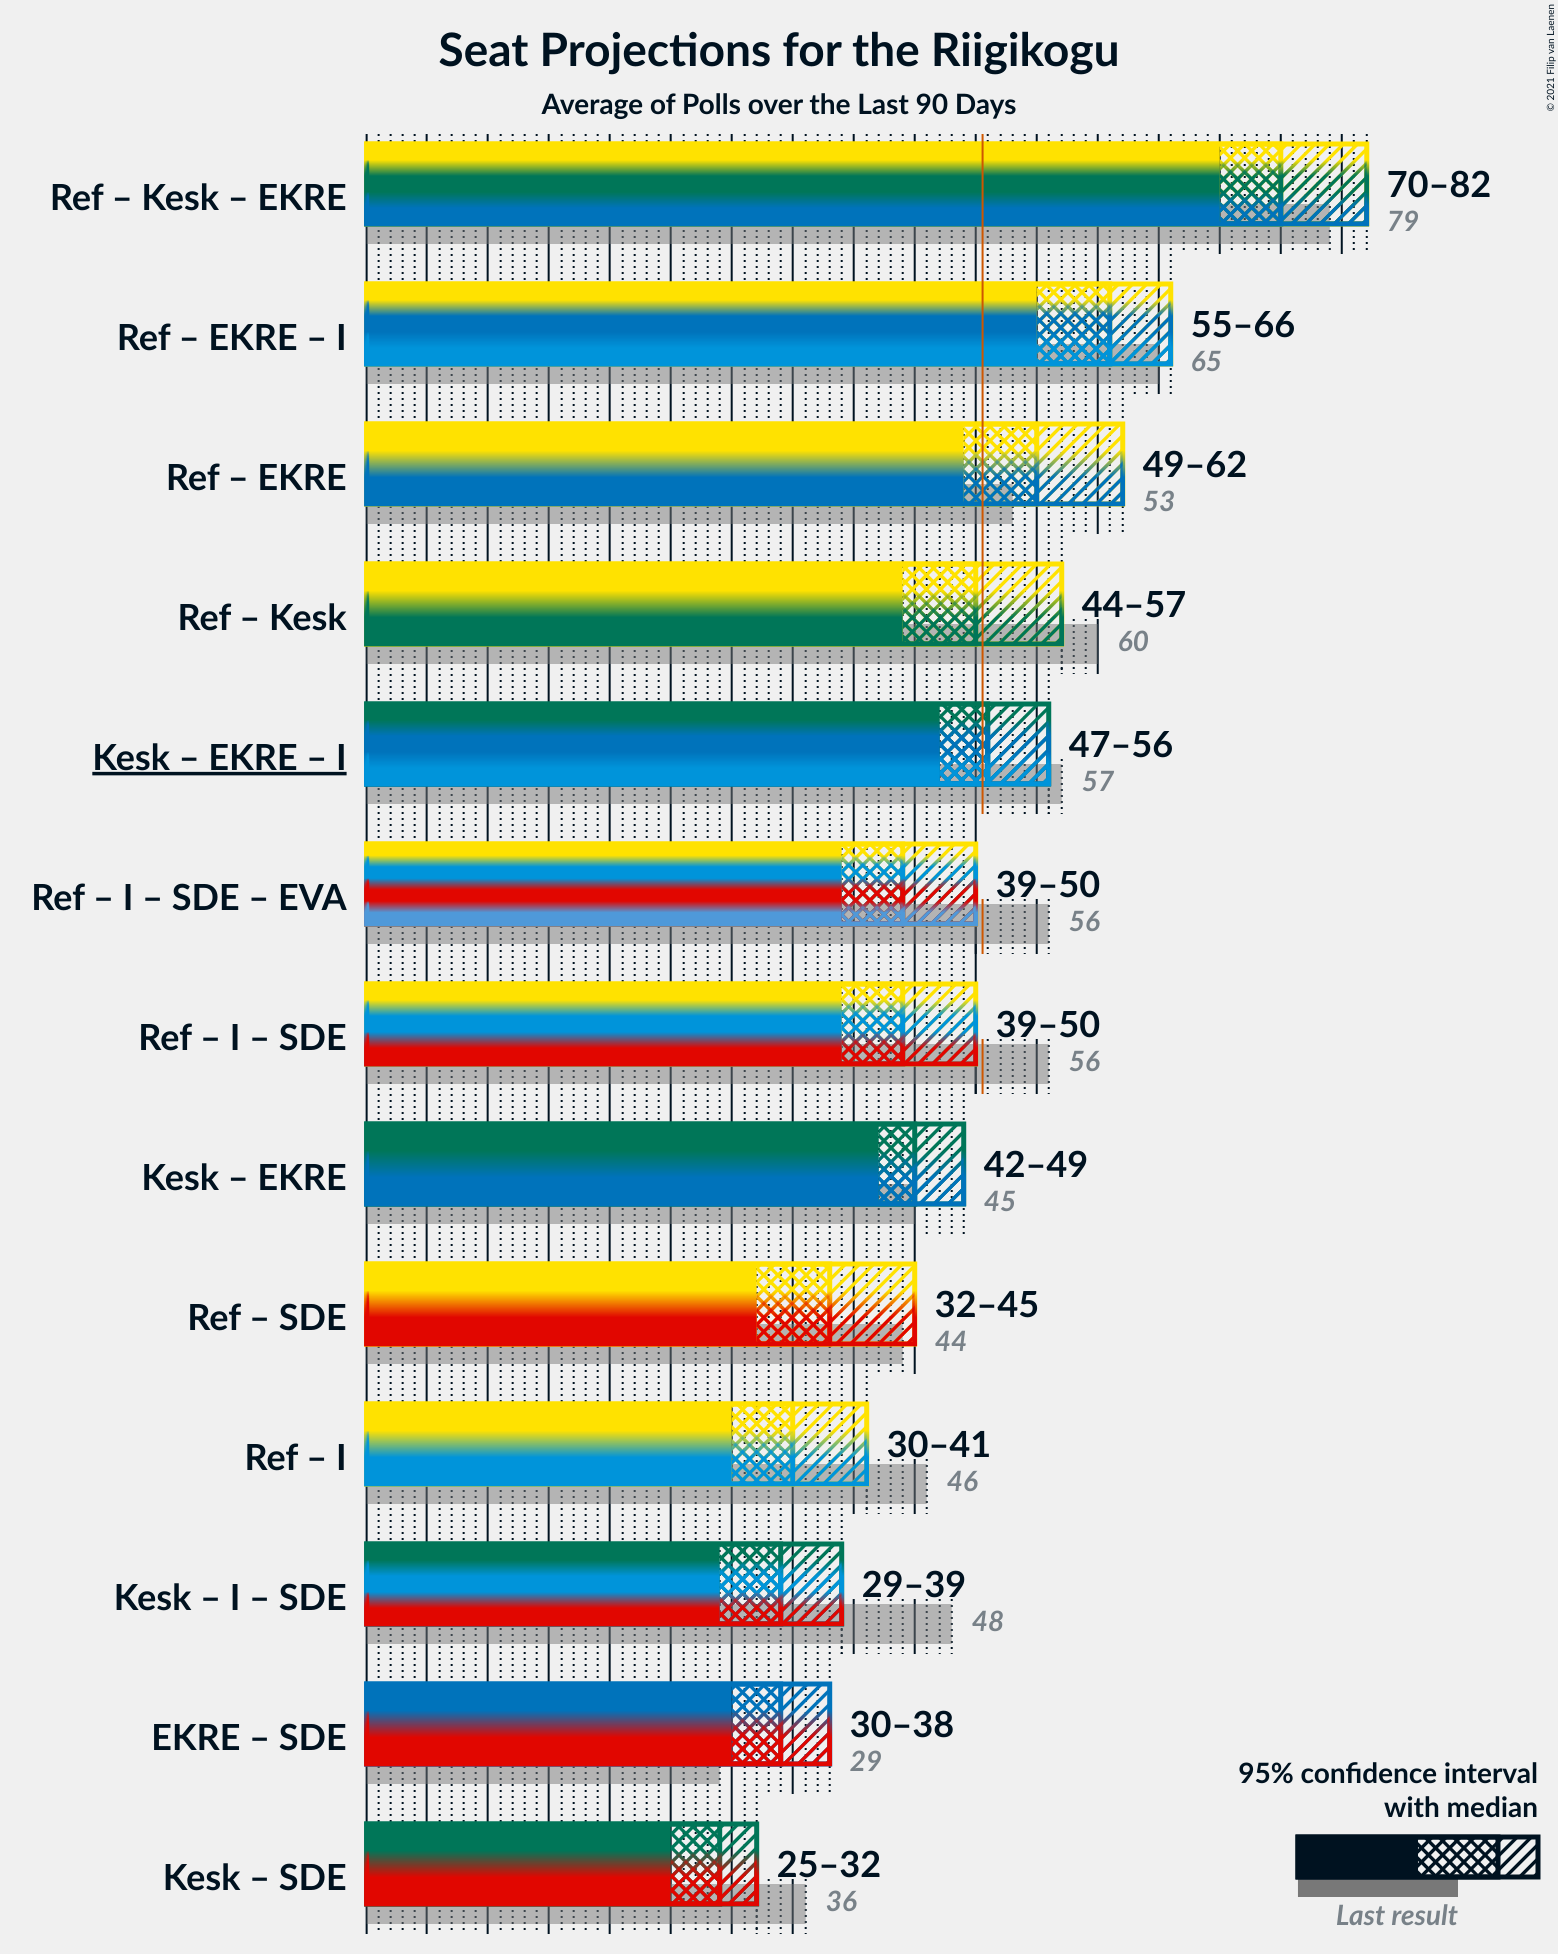 Seat Projections for the Riigikogu
Average of Polls over the Last 90 Days
© 2021 Filip van Laenen
Ref – Kesk – EKRE
70–82
79
Ref – EKRE – I
55–66
65
Ref – EKRE
49–62
53
Ref – Kesk
44–57
60
Kesk – EKRE – I
47–56
57
Ref – I – SDE – EVA
39–50
56
Ref – I – SDE
39–50
56
Kesk – EKRE
42–49
45
Ref – SDE
32–45
44
Ref – I
30–41
46
Kesk – I – SDE
29–39
48
EKRE – SDE
30–38
29
Kesk – SDE
25–32
36
95% confidence interval
with median
Last result